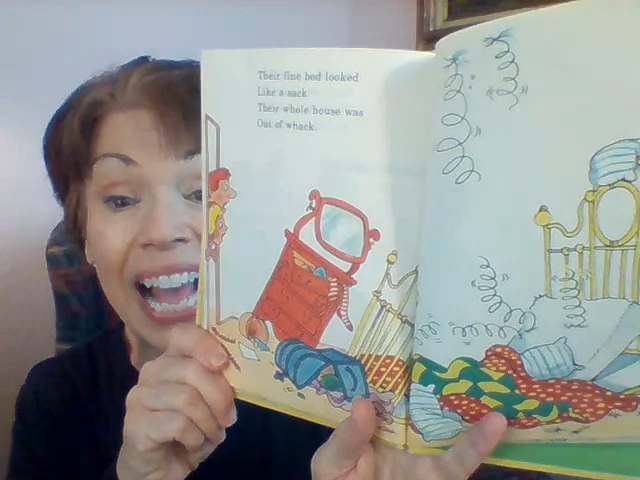 Their fine bed looked
Like a sack
Their whole house was
Out of whack.